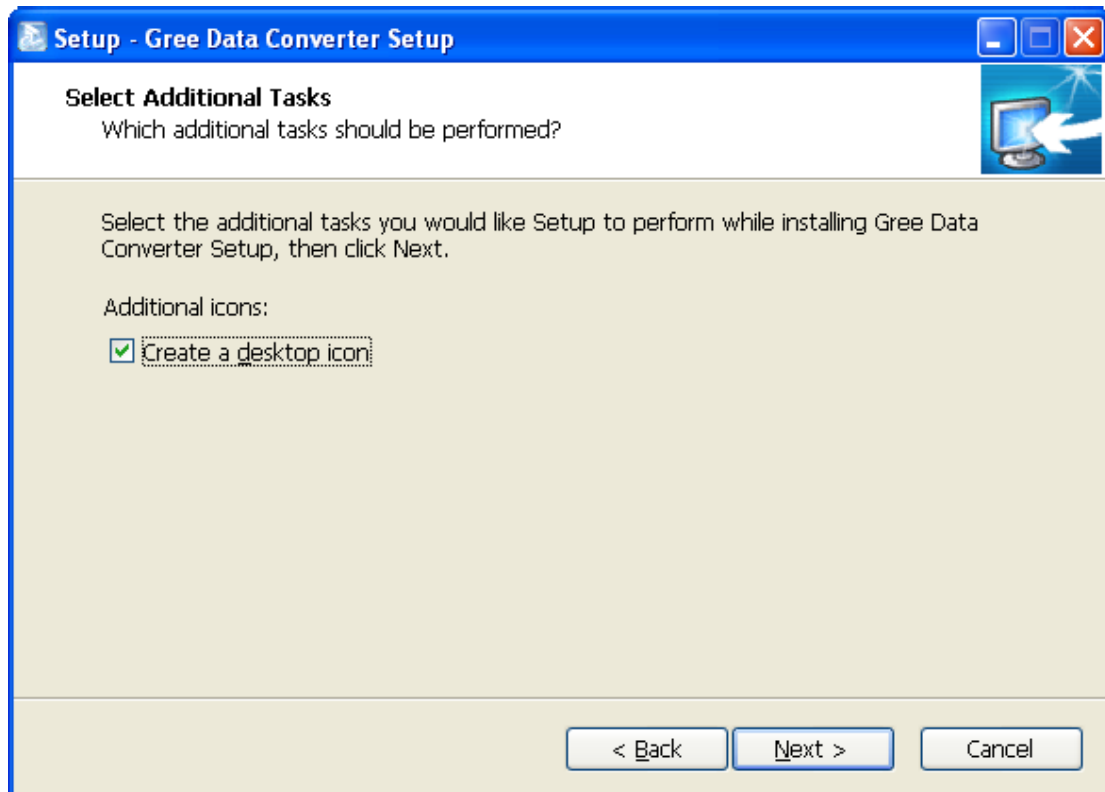 Setup - Gree Data Converter Setup
Select Additional Tasks
Which additional tasks should be performed?
Select the additional tasks you would like Setup to perform while installing Gree Data
Converter Setup, then click Next.
Additional icons:
Create a desktop icon
< Back
Next >
Cancel